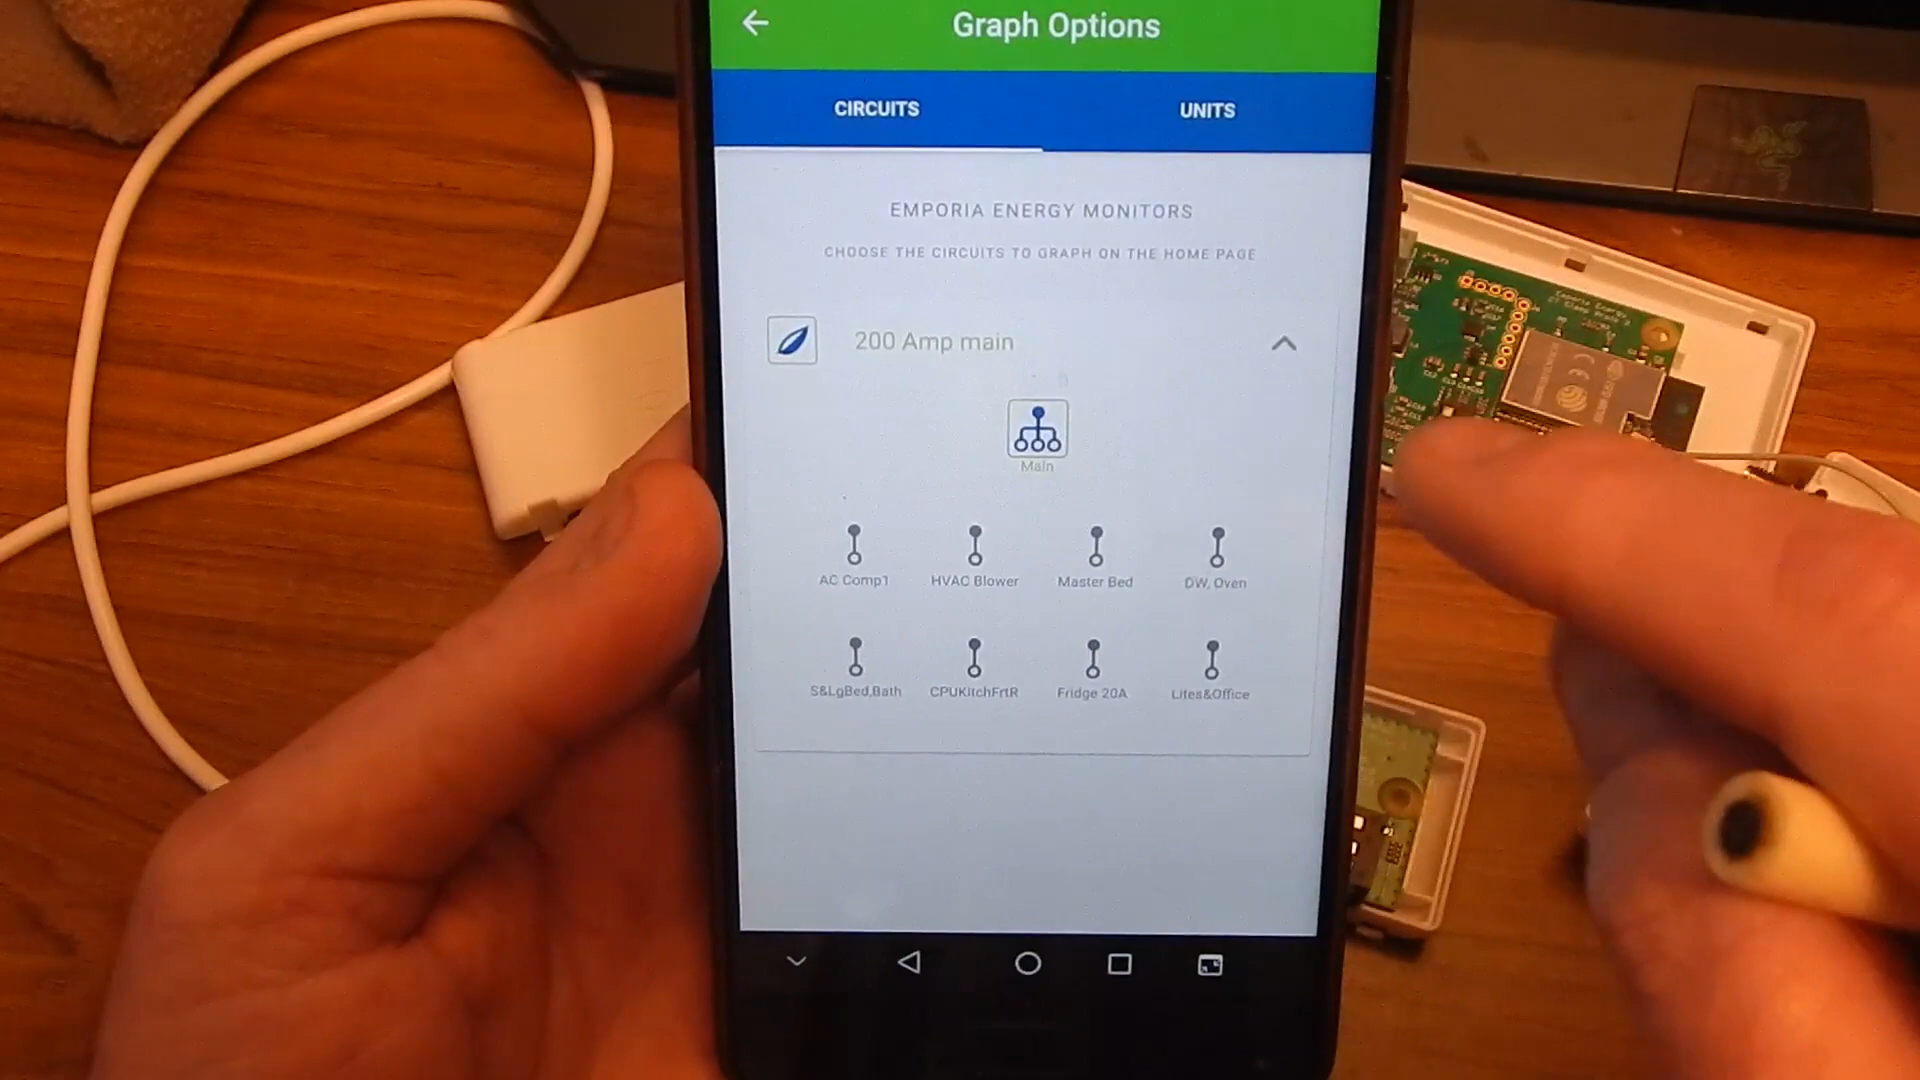 Graph Options
CIRCUITS UNITS
EMPORIA ENERGY MONITORS
CHOOSE THE CIRCUITS TO GRAPH ON THE HOME PAGE
200 Amp main
Main
AC Comp1 HVAC Blower Master Bed DW, Oven
S&LgBed,Bath CPUKitchFrtR Fridge 20A Lites&Office